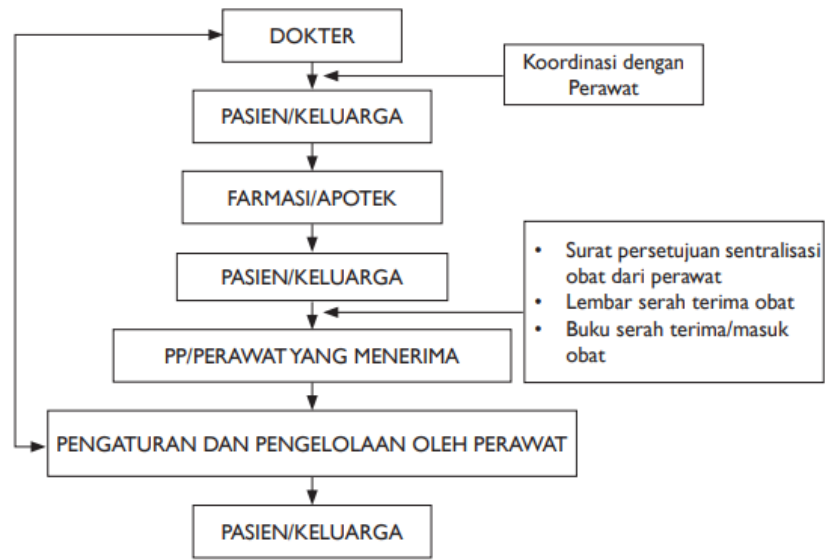 DOKTER
Koordinasi dengan
Perawat
PASIEN/KELUARGA
FARMASI/APOTEK
PASIEN/KELUARGA
• Surat persetujuan sentralisasi
obat dari perawat
• Lembar serah terima obat
• Buku serah terima/masuk
obat
PP/PERAWAT YANG MENERIMA
PENGATURAN DAN PENGELOLAAN OLEH PERAWAT
PASIEN/KELUARGA